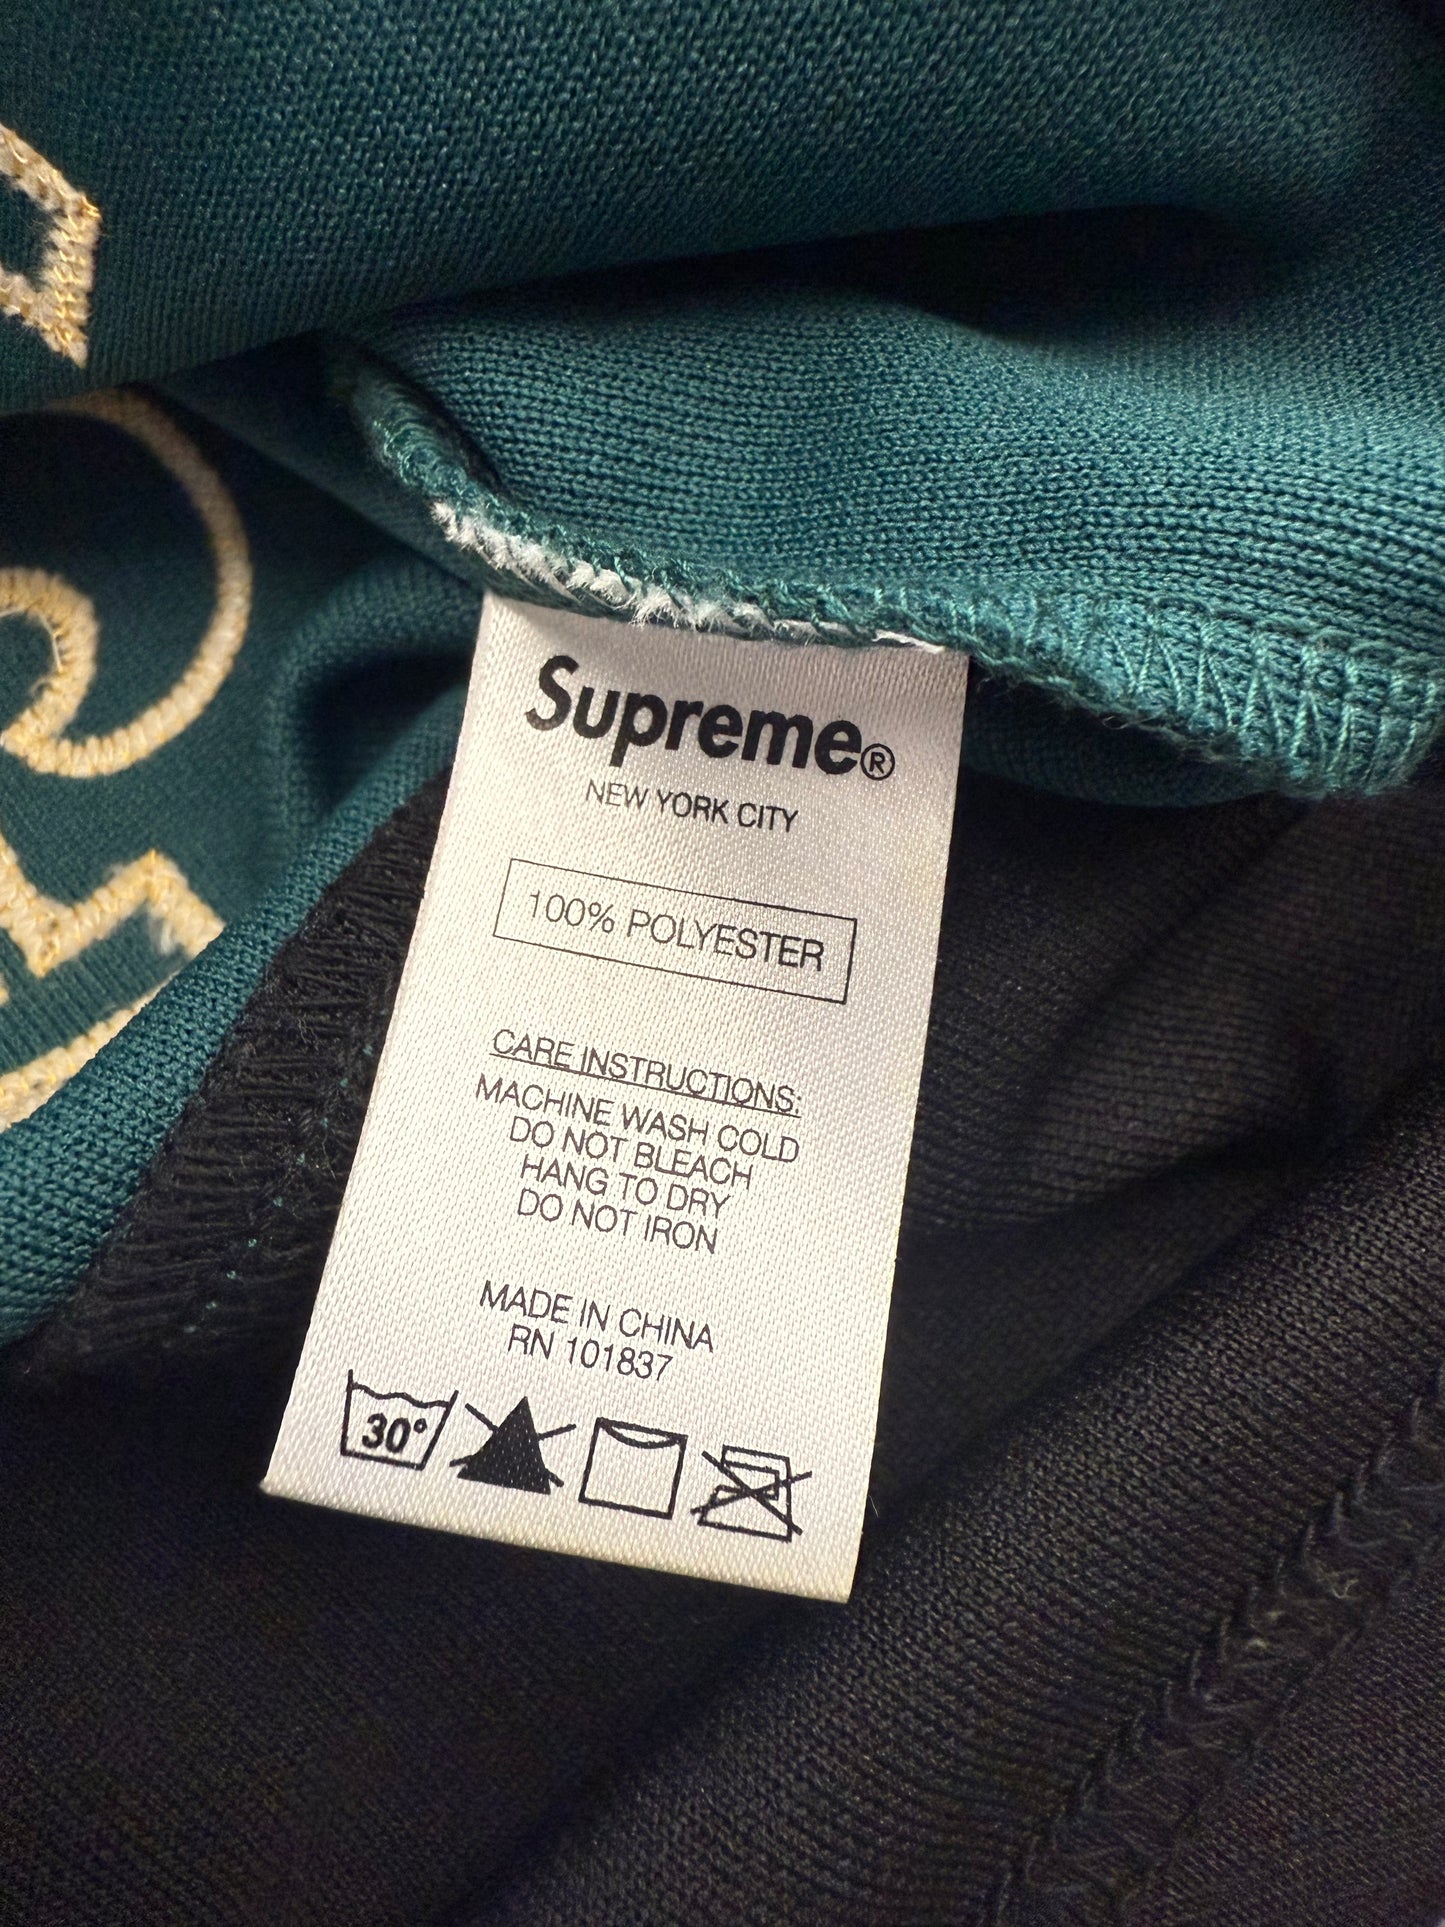 Supreme®
NEW YORK CITY
100% POLYESTER
CARE INSTRUCTIONS:
MACHINE WASH COLD
DO NOT BLEACH
HANG TO DRY
DO NOT IRON
MADE IN CHINA
RN 101837
30°